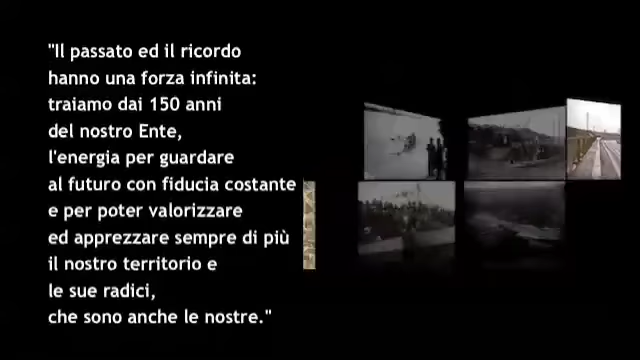 "Il passato ed il ricordo
hanno una forza infinita:
traiamo dai 150 anni
del nostro Ente,
l'energia per guardare
al futuro con fiducia costante
e per poter valorizzare
ed apprezzare sempre di più
il nostro territorio e
le sue radici,
che sono anche le nostre."